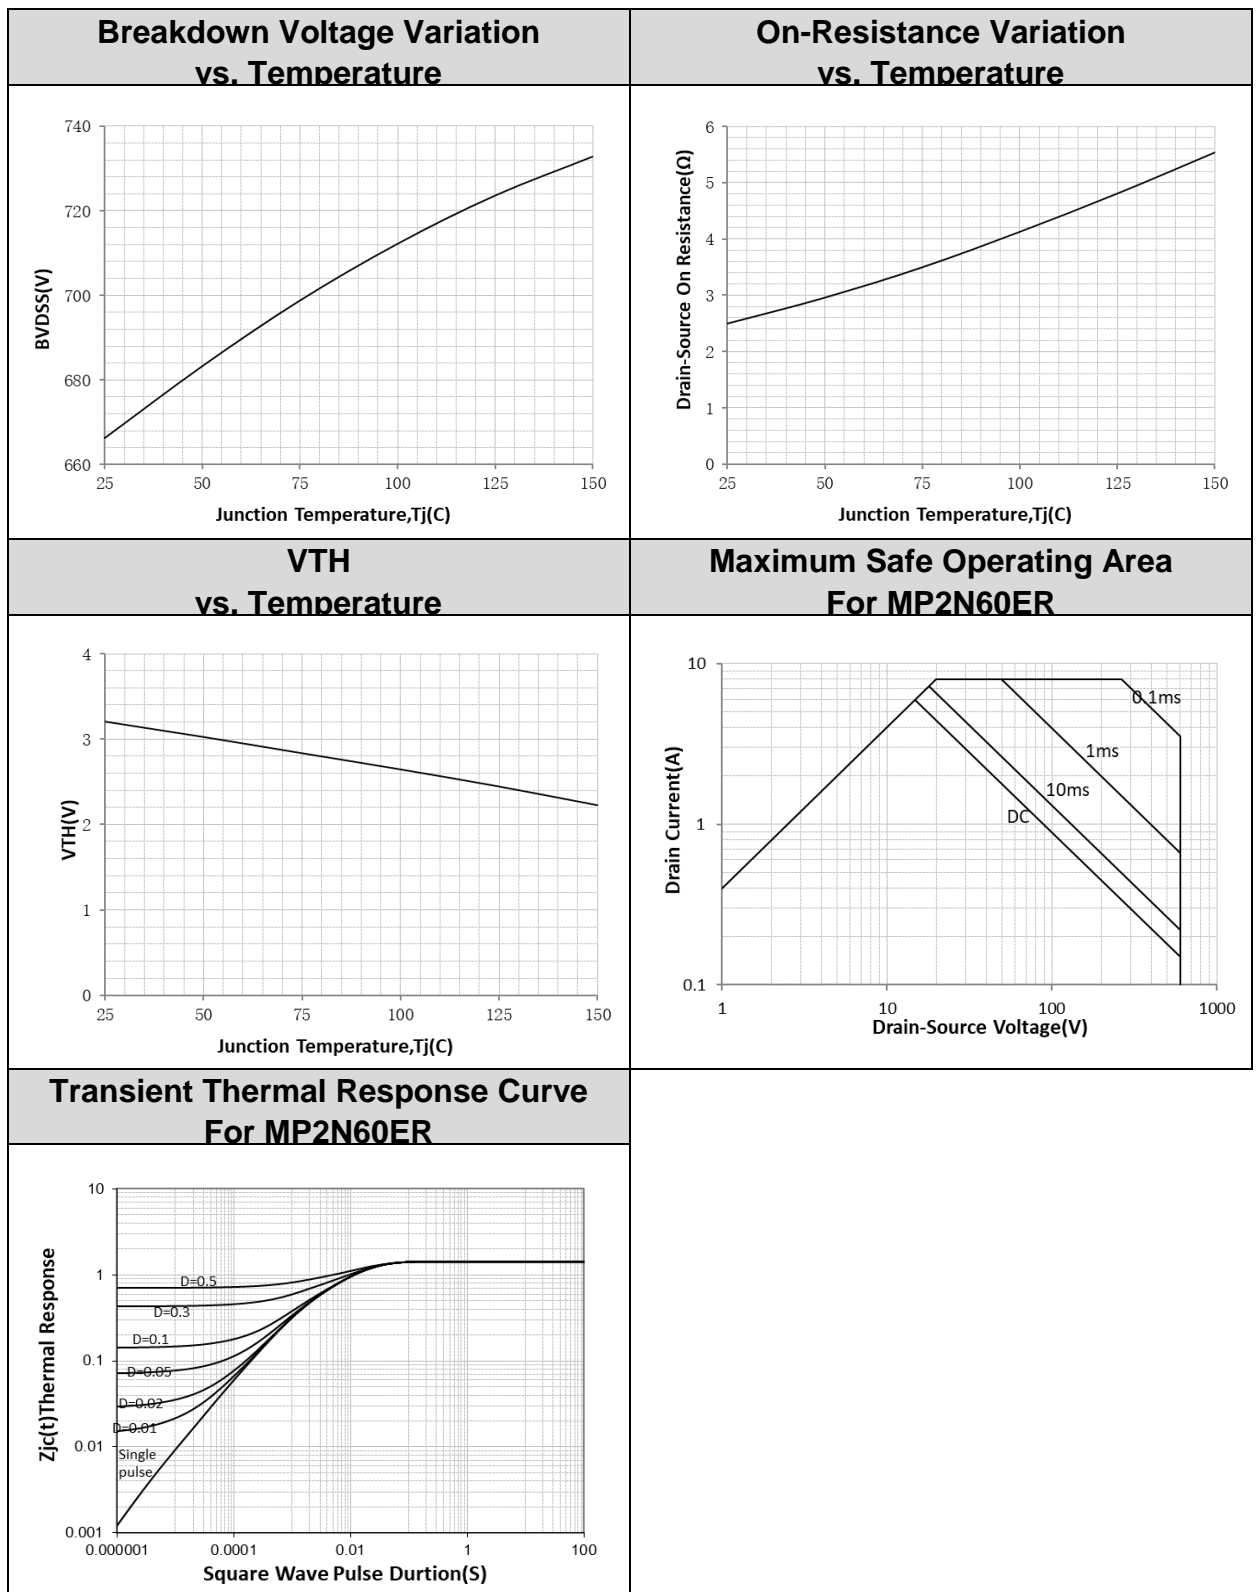 Breakdown Voltage Variation
vs. Temperature
On-Resistance Variation
vs. Temperature
740
720
700
680
660
BVDSS(V)
25 50 75 100 125 150
Junction Temperature,Tj(C)
6
5
4
3
2
1
0
Drain-Source On Resistance(Ω)
25 50 75 100 125 150
Junction Temperature,Tj(C)
VTH
vs. Temperature
Maximum Safe Operating Area
For MP2N60ER
4
3
2
1
0
VTH(V)
25 50 75 100 125 150
Junction Temperature,Tj(C)
10
1
0.1
Drain Current(A)
0.1ms
1ms
10ms
DC
1 10 100 1000
Drain-Source Voltage(V)
Transient Thermal Response Curve
For MP2N60ER
10
1
0.1
0.01
0.001
Zjc(t)Thermal Response
D=0.5
D=0.3
D=0.1
D=0.05
D=0.02
D=0.01
Single
pulse
0.000001 0.0001 0.01 1 100
Square Wave Pulse Durtion(S)